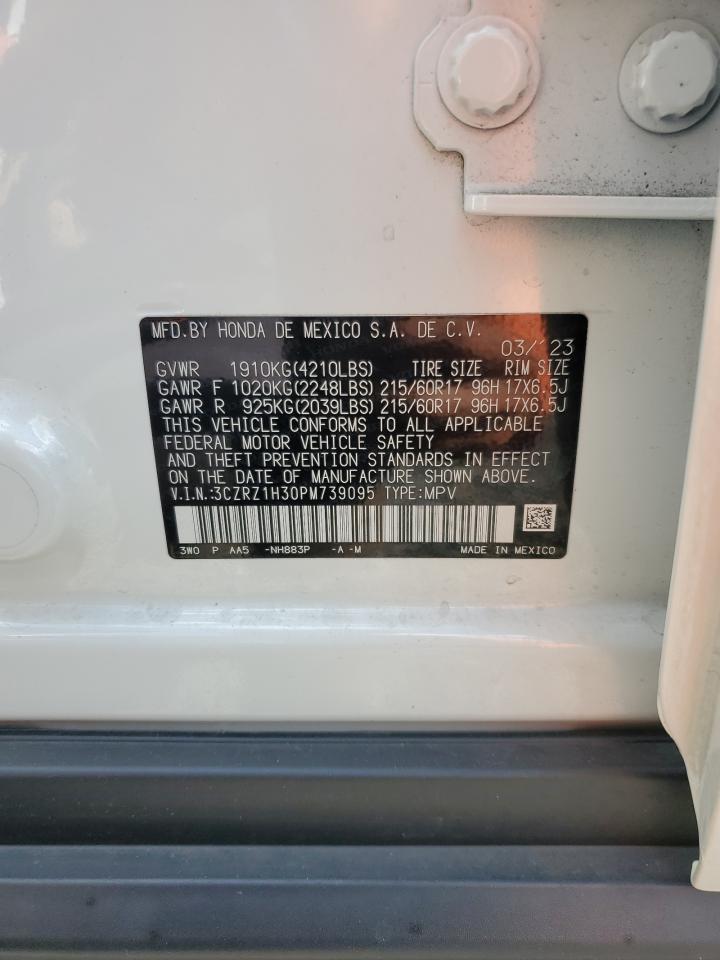 MFD.BY HONDA DE MEXICO S.A. DE C.V.
03/'23
GVWR 1910KG(4210LBS) TIRE SIZE RIM SIZE
GAWR F 1020KG(2248LBS) 215/60R17 96H 17X6.5J
GAWR R 925KG(2039LBS) 215/60R17 96H 17X6.5J
THIS VEHICLE CONFORMS TO ALL APPLICABLE
FEDERAL MOTOR VEHICLE SAFETY
AND THEFT PREVENTION STANDARDS IN EFFECT
ON THE DATE OF MANUFACTURE SHOWN ABOVE.
V.I.N.:3CZRZ1H30PM739095 TYPE:MPV
3W0 P AA5 -NH883P -A -M MADE IN MEXICO